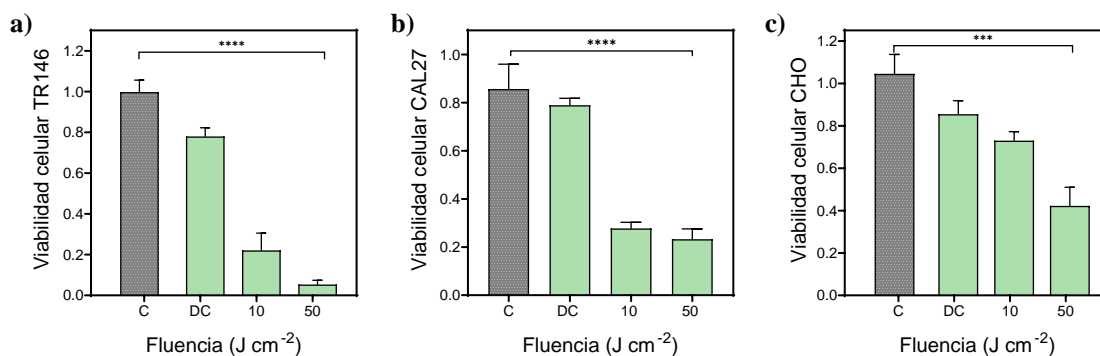 a)
Viabilidad celular TR146
1.2
1.0
0.8
0.6
0.4
0.2
0.0
****
C DC 10 50
Fluencia (J cm⁻²)
b)
Viabilidad celular CAL27
1.0
0.8
0.6
0.4
0.2
0.0
****
C DC 10 50
Fluencia (J cm⁻²)
c)
Viabilidad celular CHO
1.2
1.0
0.8
0.6
0.4
0.2
0.0
***
C DC 10 50
Fluencia (J cm⁻²)